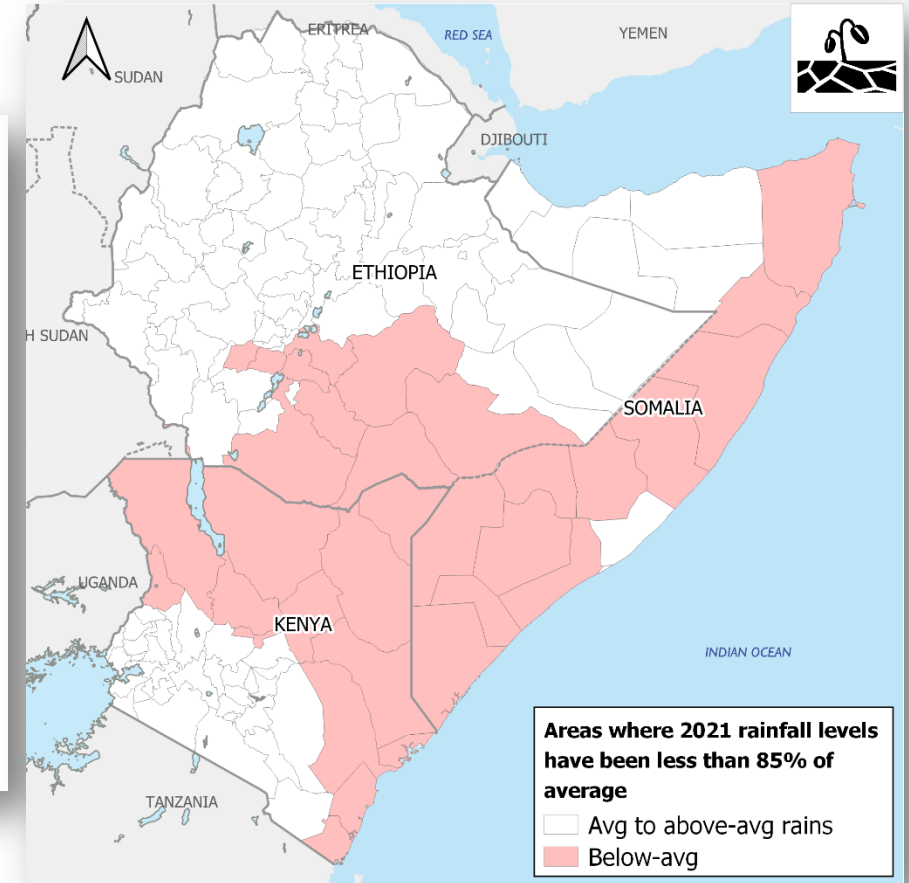 ERITREA
RED SEA
YEMEN
SUDAN
DJIBOUTI
ETHIOPIA
H SUDAN
SOMALIA
UGANDA
KENYA
INDIAN OCEAN
TANZANIA
Areas where 2021 rainfall levels
have been less than 85% of
average
Avg to above-avg rains
Below-avg